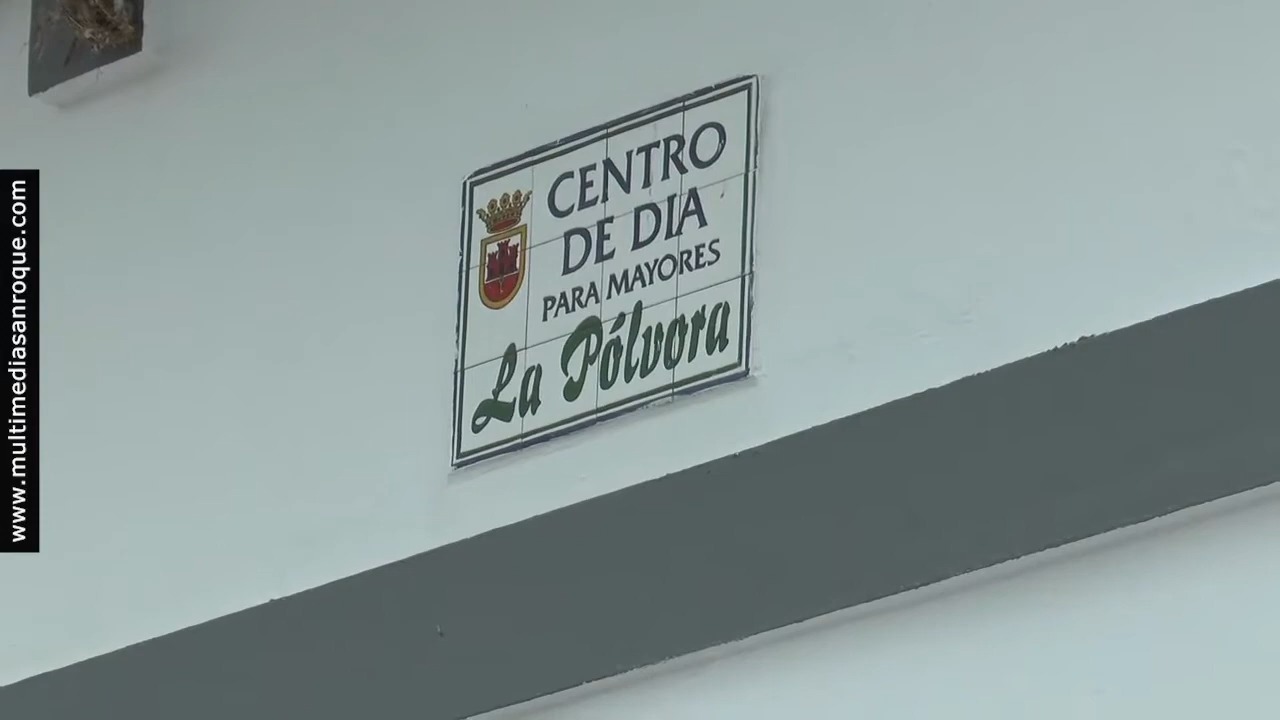 CENTRO
DE DIA
PARA MAYORES
La Pólvora
www.multimediasanroque.com